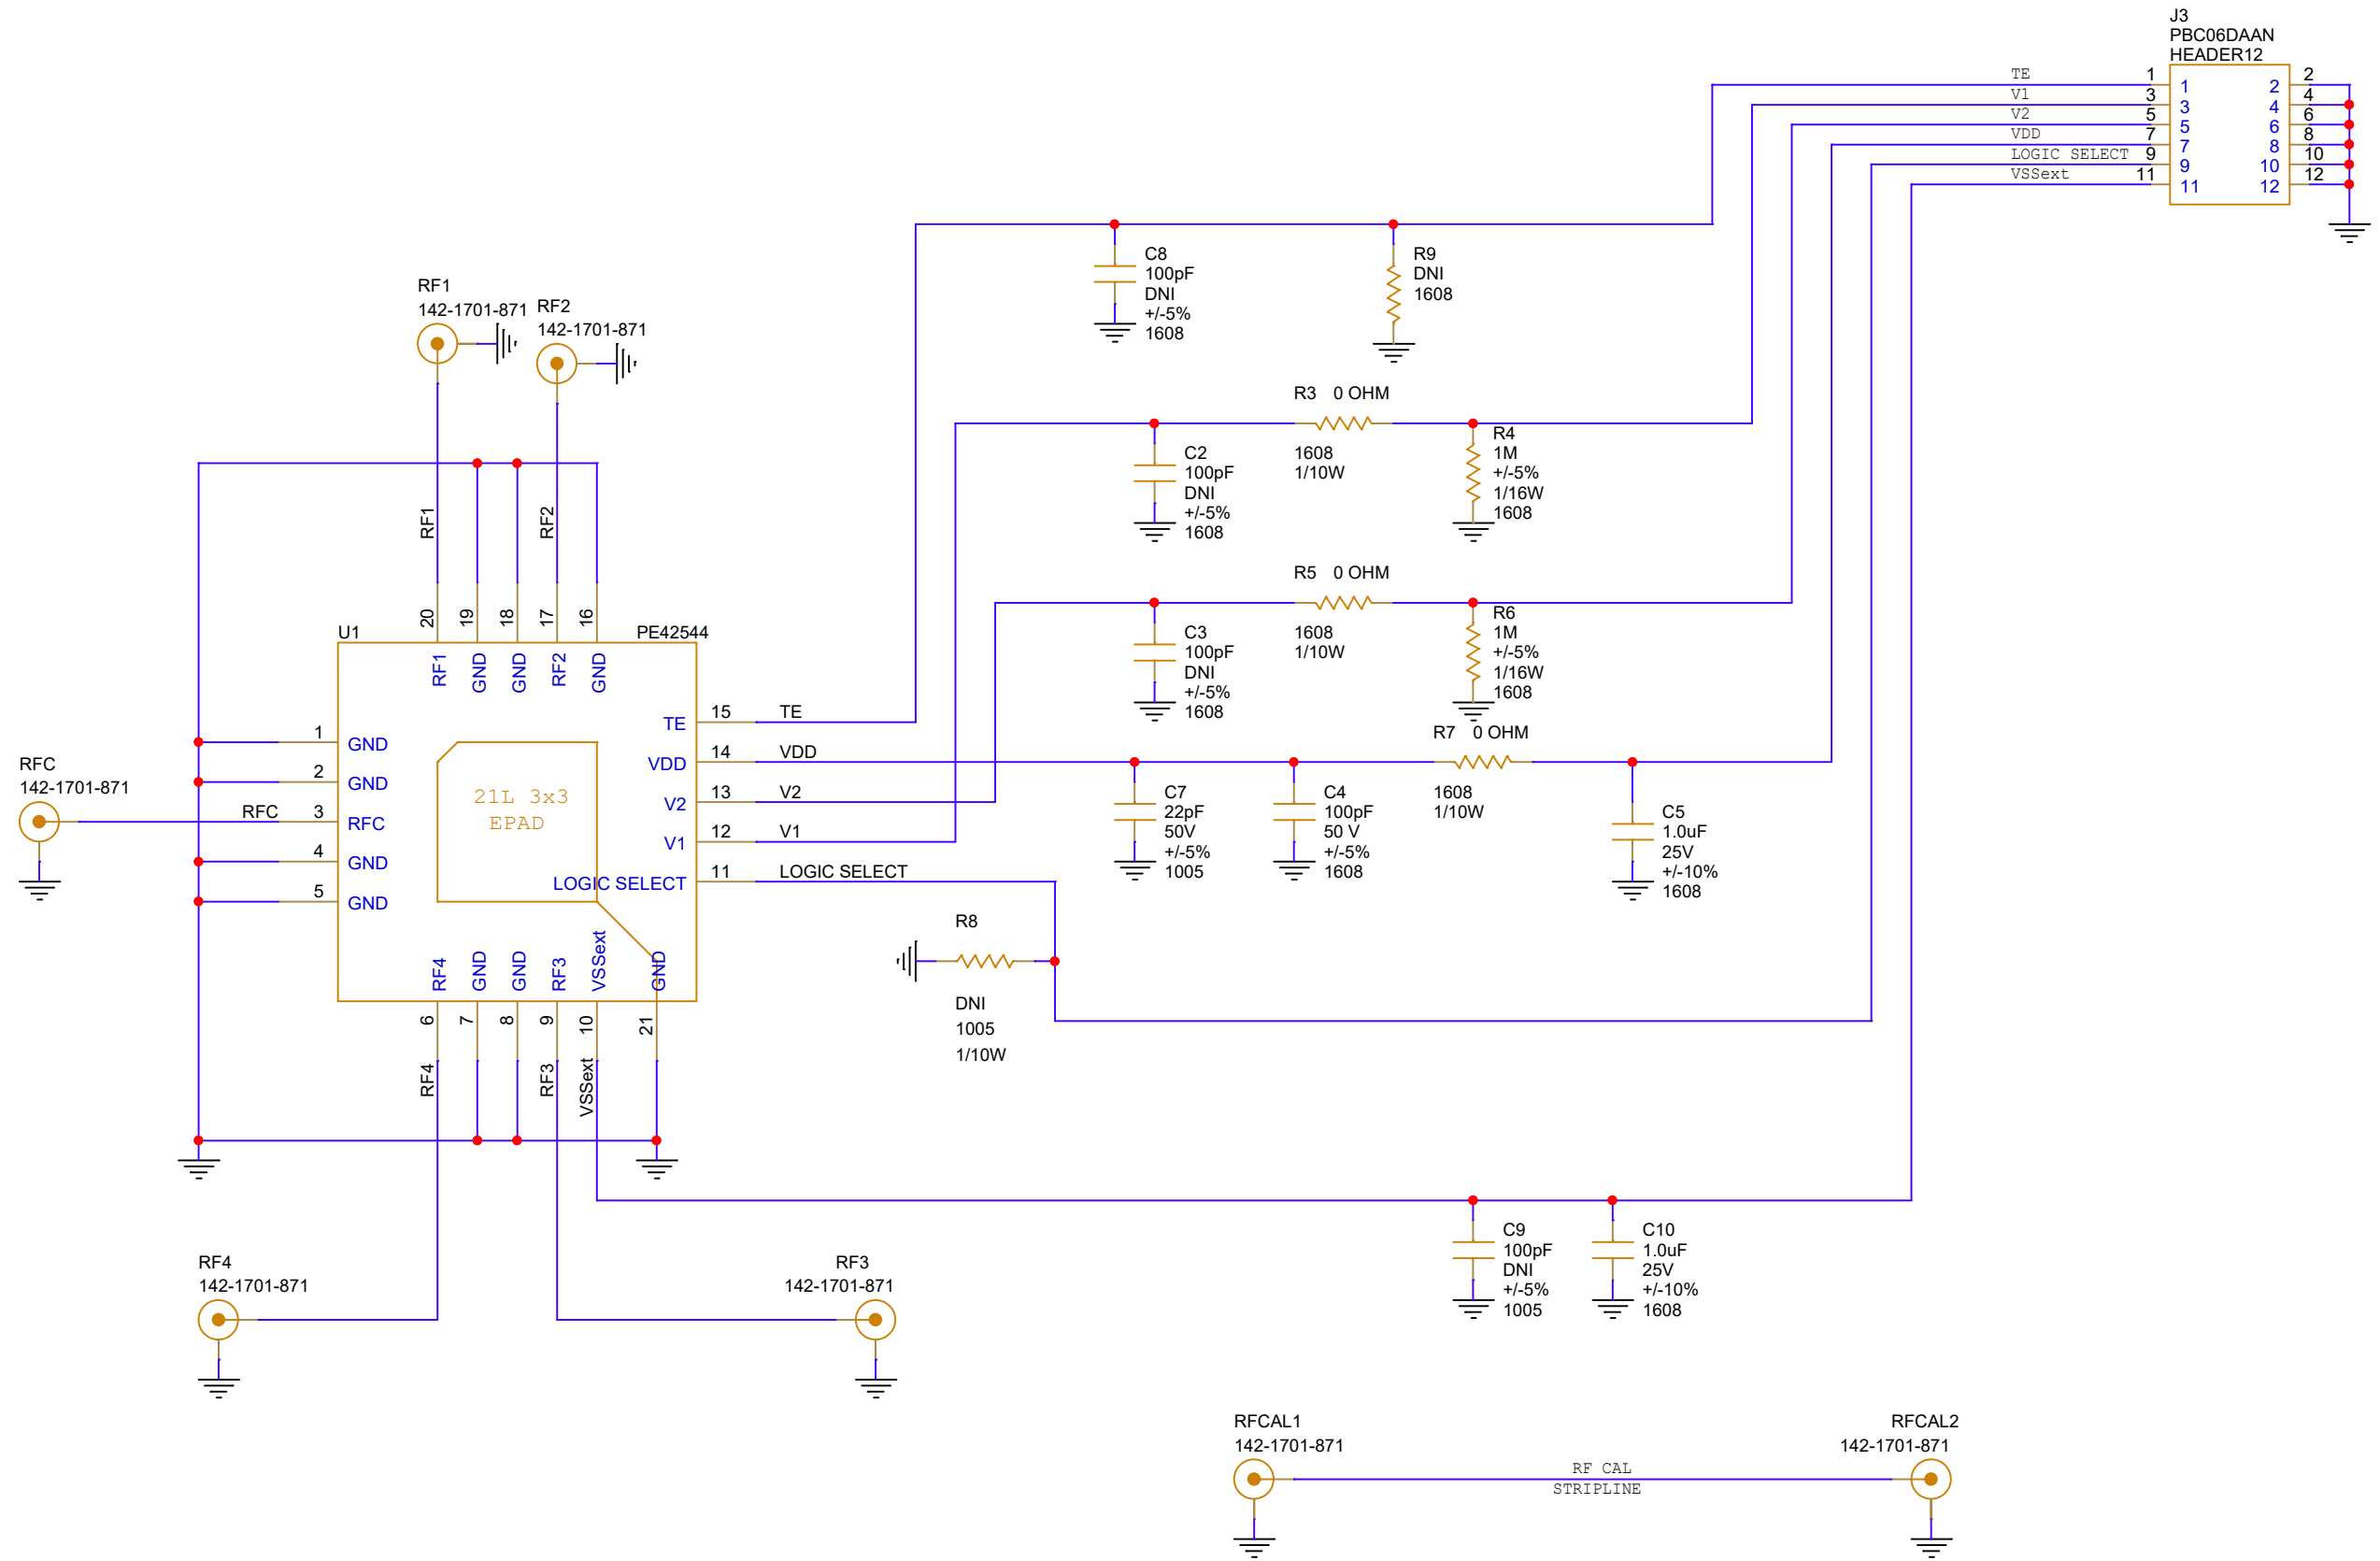 J3
PBC06DAAN
HEADER12
TE
1
1
2
2
V1
3
3
4
4
V2
5
5
6
6
VDD
7
7
8
8
LOGIC SELECT
9
9
10
10
VSSext
11
11
12
12
C8
100pF
DNI
+/-5%
1608
R9
DNI
1608
RF1
142-1701-871
RF2
142-1701-871
R3 0 OHM
1608
1/10W
C2
100pF
DNI
+/-5%
1608
R4
1M
+/-5%
1/16W
1608
R5 0 OHM
1608
1/10W
C3
100pF
DNI
+/-5%
1608
R6
1M
+/-5%
1/16W
1608
RF1
RF2
20
19
18
17
16
U1
PE42544
RF1
GND
GND
RF2
GND
RFC
142-1701-871
RFC
1
GND
2
GND
3
RFC
4
GND
5
GND
21L 3x3
EPAD
TE
15
TE
VDD
14
VDD
V2
13
V2
V1
12
V1
LOGIC SELECT
11
LOGIC SELECT
R7 0 OHM
1608
1/10W
C7
22pF
50V
+/-5%
1005
C4
100pF
50 V
+/-5%
1608
C5
1.0uF
25V
+/-10%
1608
R8
DNI
1005
1/10W
RF4
GND
GND
RF3
VSSext
GND
6
7
8
9
10
21
RF4
RF3
VSSext
C9
100pF
DNI
+/-5%
1005
C10
1.0uF
25V
+/-10%
1608
RF4
142-1701-871
RF3
142-1701-871
RFCAL1
142-1701-871
RFCAL2
142-1701-871
RF CAL
STRIPLINE